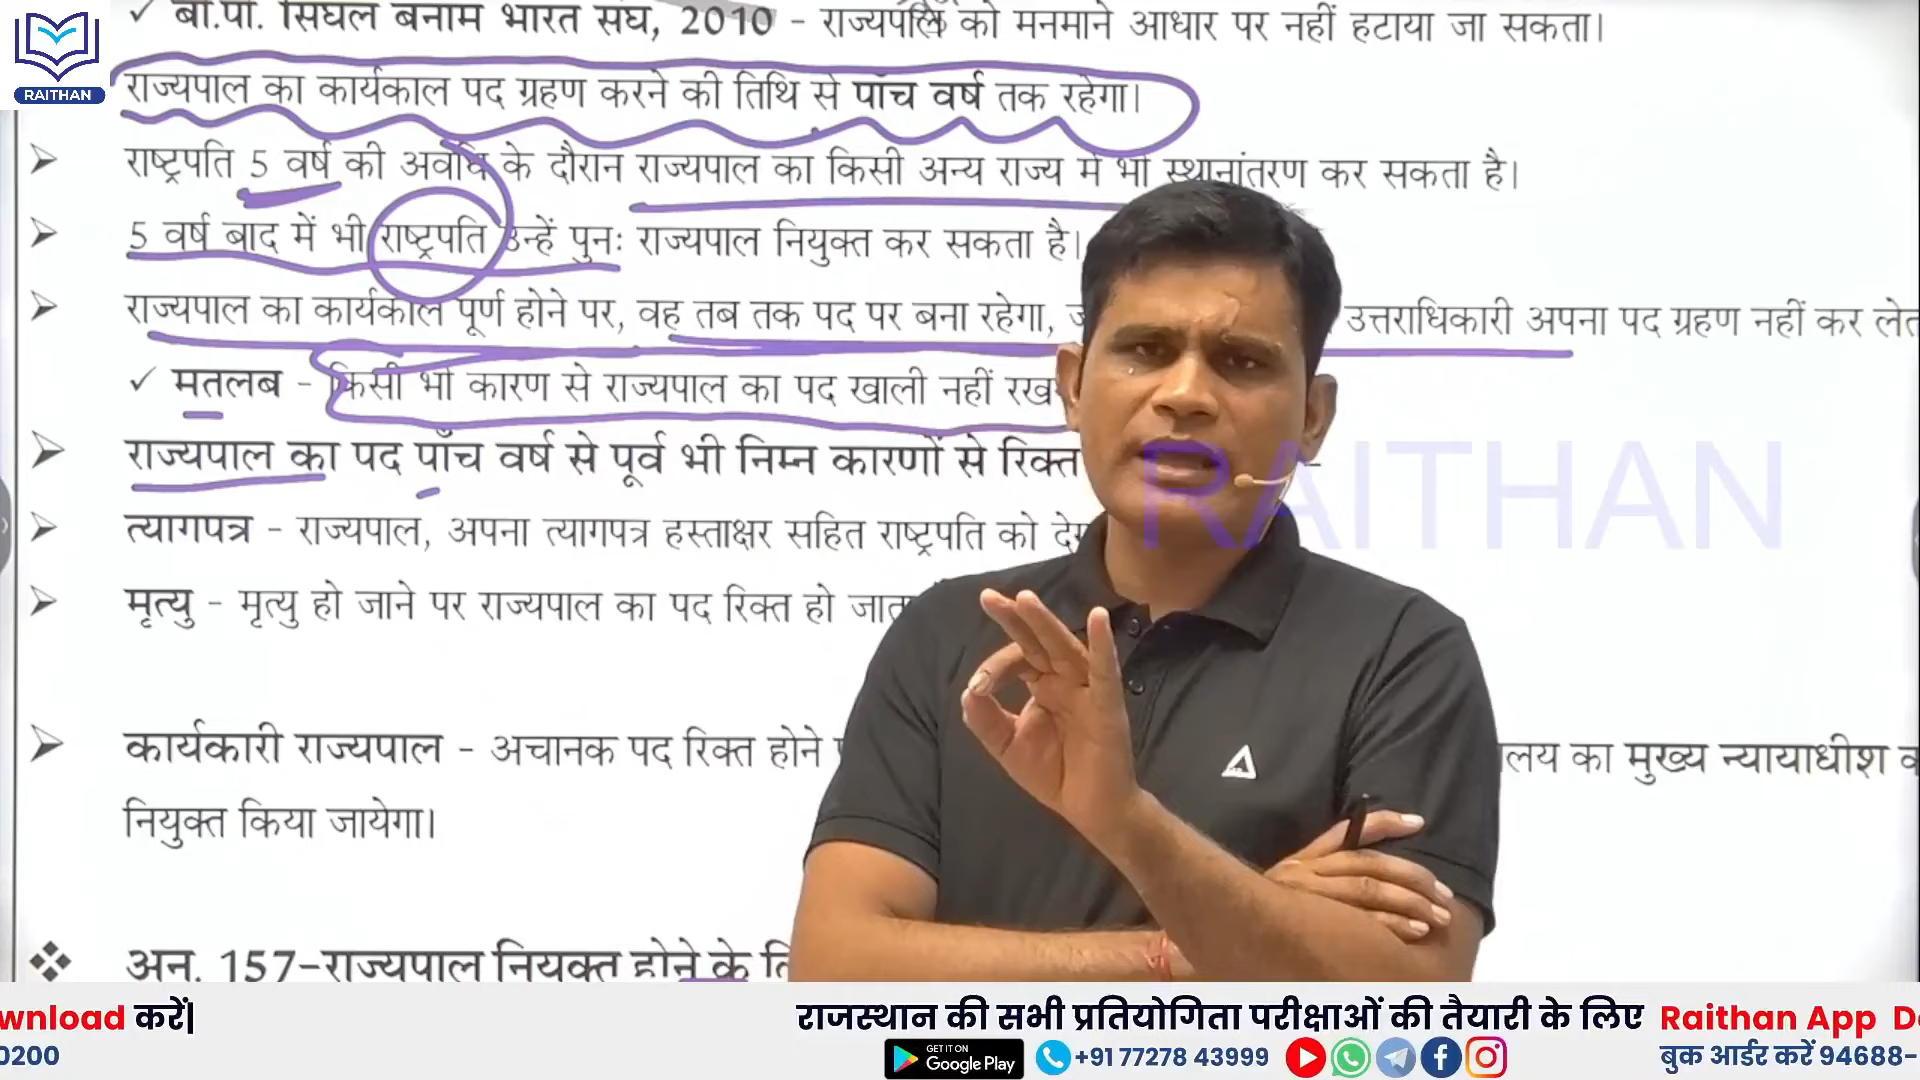 ✓ बी.पी. सिंघल बनाम भारत संघ, 2010 - राज्यपाल को मनमाने आधार पर नहीं हटाया जा सकता।
RAITHAN
राज्यपाल का कार्यकाल पद ग्रहण करने की तिथि से पाँच वर्ष तक रहेगा।
➢ राष्ट्रपति 5 वर्ष की अवधि के दौरान राज्यपाल का किसी अन्य राज्य में भी स्थानांतरण कर सकता है।
➢ 5 वर्ष बाद में भी राष्ट्रपति उन्हें पुनः राज्यपाल नियुक्त कर सकता है।
➢ राज्यपाल का कार्यकाल पूर्ण होने पर, वह तब तक पद पर बना रहेगा, उत्तराधिकारी अपना पद ग्रहण नहीं कर
✓ मतलब - किसी भी कारण से राज्यपाल का पद खाली नहीं
➢ राज्यपाल का पद पाँच वर्ष से पूर्व भी निम्न कारणों से रिक्त -
RAITHAN
➢ त्यागपत्र - राज्यपाल, अपना त्यागपत्र हस्ताक्षर सहित राष्ट्रपति को
➢ मृत्यु - मृत्यु हो जाने पर राज्यपाल का पद रिक्त हो
➢ कार्यकारी राज्यपाल - अचानक पद रिक्त होने का मुख्य न्यायाधीश
नियुक्त किया जायेगा।
❖ अनु. 157-राज्यपाल नियुक्त होने के
wnload करें| राजस्थान की सभी प्रतियोगिता परीक्षाओं की तैयारी के लिए Raithan App
0200 GET IT ON Google Play +91 77278 43999 बुक आर्डर करें 94688-